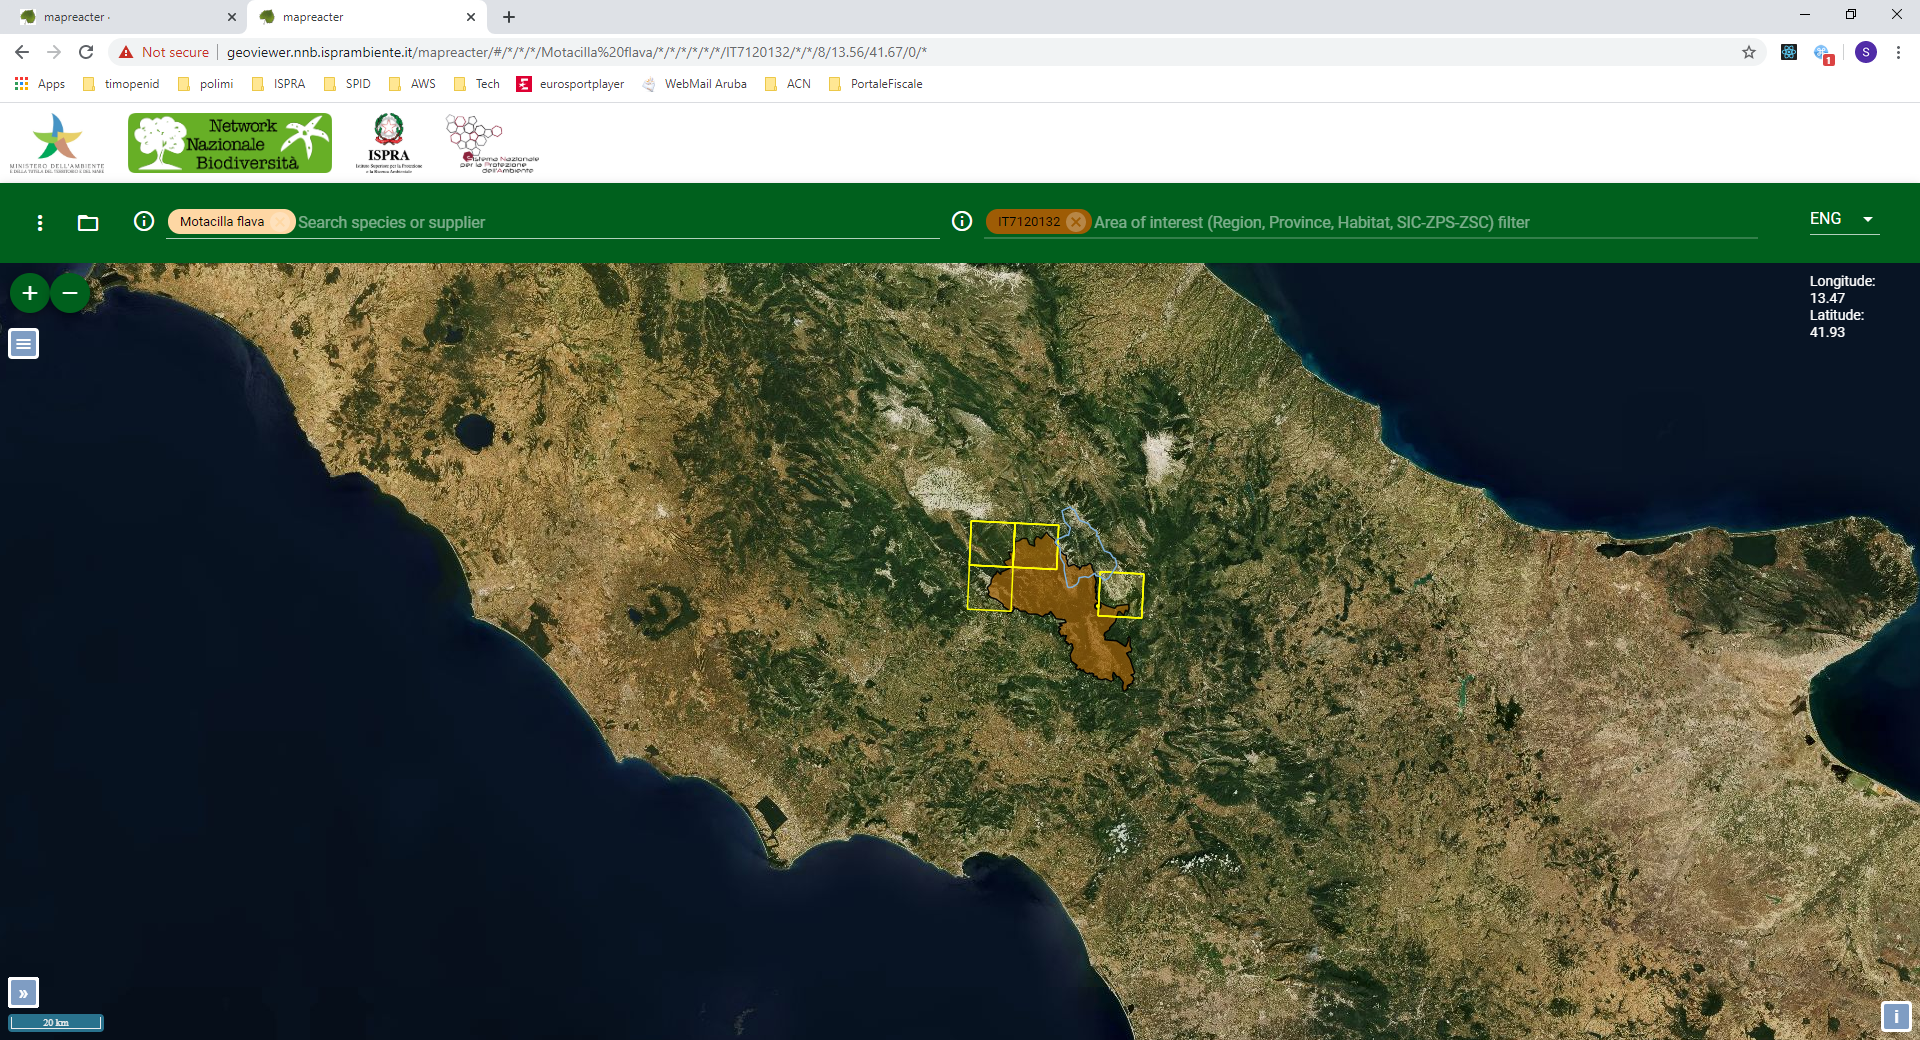 mapreacter ·
mapreacter
Not secure
geoviewer.nnb.isprambiente.it/mapreacter/#/*/*/*/Motacilla%20flava/*/*/*/*/*/*/IT7120132/*/*/8/13.56/41.67/0/*
1
S
Apps
timopenid
polimi
ISPRA
SPID
AWS
Tech
eurosportplayer
WebMail Aruba
ACN
PortaleFiscale
MINISTERO DELL'AMBIENTE
E DELLA TUTELA DEL TERRITORIO E DEL MARE
Network
Nazionale
Biodiversità
ISPRA
Istituto Superiore per la Protezione
e la Ricerca Ambientale
Sistema Nazionale
per la Protezione
dell'Ambiente
Motacilla flava
Search species or supplier
IT7120132
Area of interest (Region, Province, Habitat, SIC-ZPS-ZSC) filter
ENG
Longitude:
13.47
Latitude:
41.93
+
−
»
20 km
i